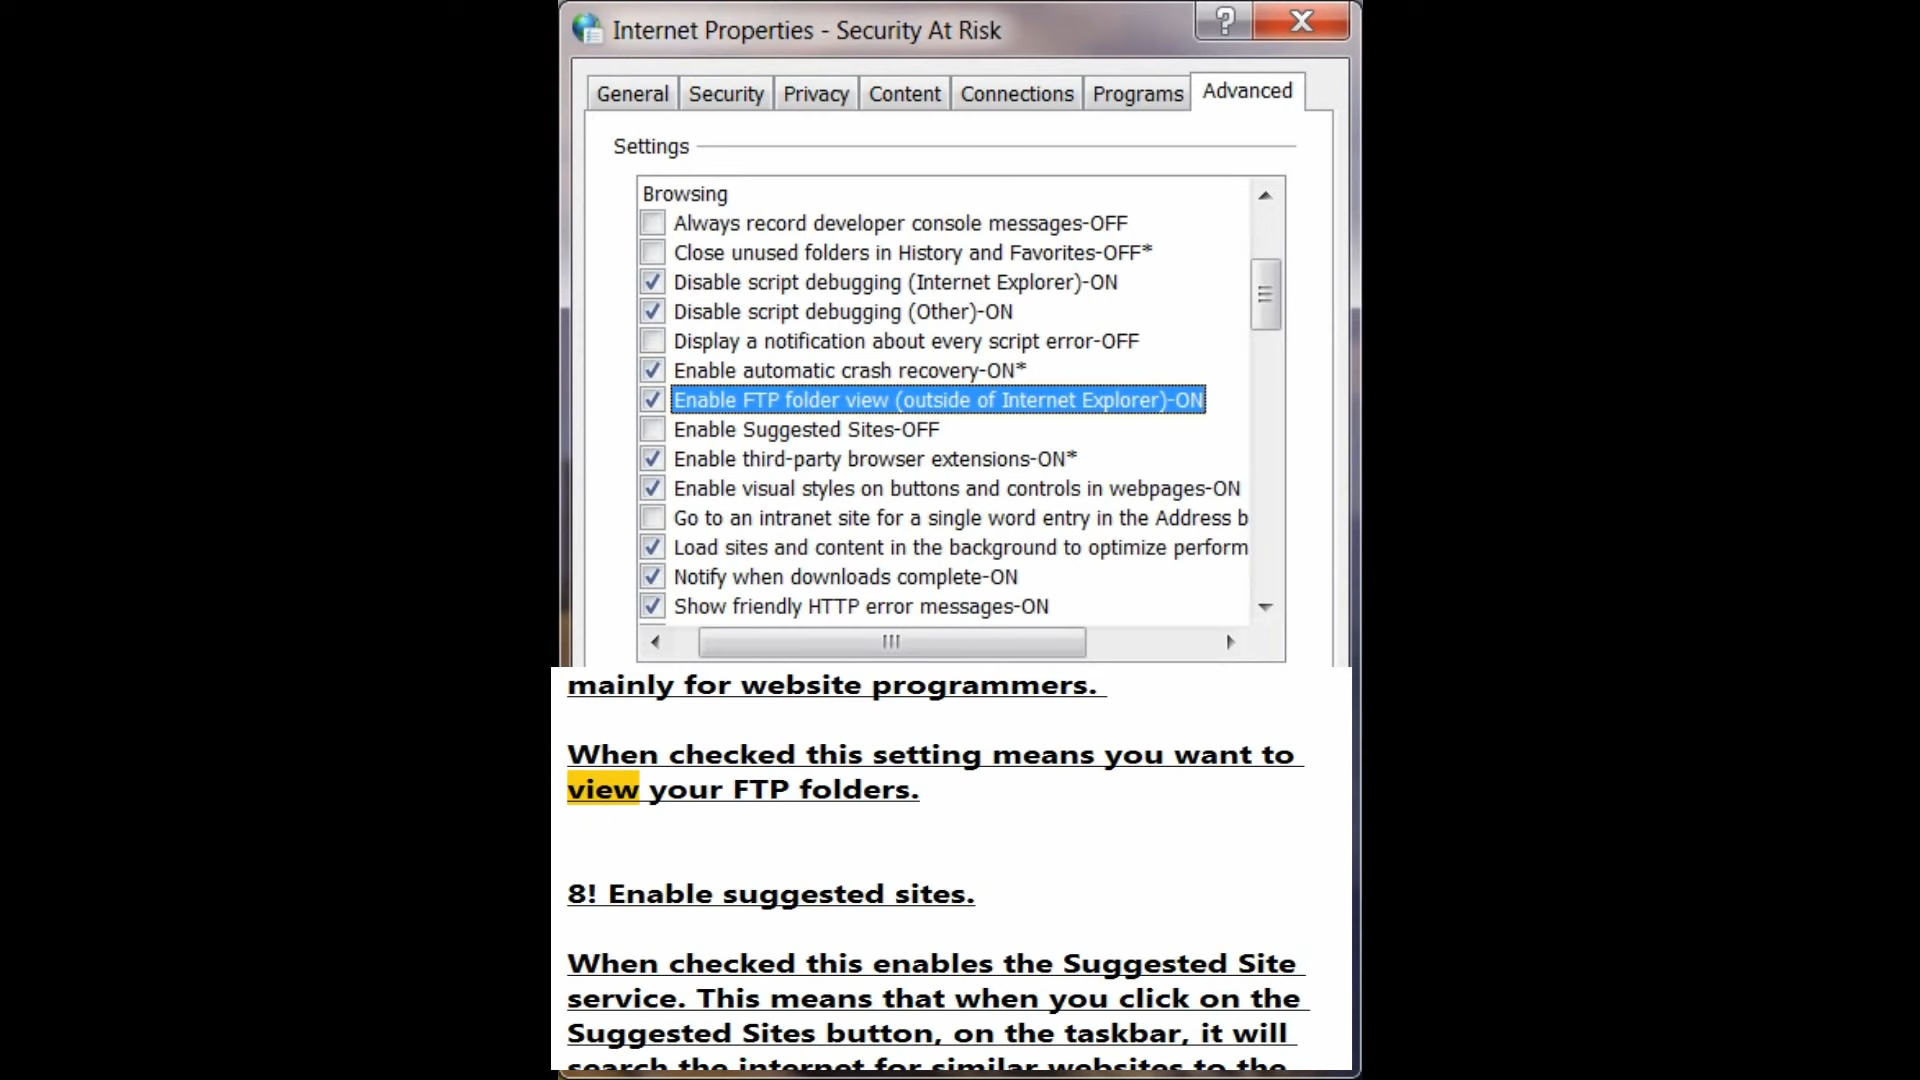 Internet Properties - Security At Risk
General Security Privacy Content Connections Programs Advanced
Settings
Browsing
Always record developer console messages-OFF
Close unused folders in History and Favorites-OFF*
Disable script debugging (Internet Explorer)-ON
Disable script debugging (Other)-ON
Display a notification about every script error-OFF
Enable automatic crash recovery-ON*
Enable FTP folder view (outside of Internet Explorer)-ON
Enable Suggested Sites-OFF
Enable third-party browser extensions-ON*
Enable visual styles on buttons and controls in webpages-ON
Go to an intranet site for a single word entry in the Address b
Load sites and content in the background to optimize perform
Notify when downloads complete-ON
Show friendly HTTP error messages-ON
mainly for website programmers.
When checked this setting means you want to
view your FTP folders.
8! Enable suggested sites.
When checked this enables the Suggested Site
service. This means that when you click on the
Suggested Sites button, on the taskbar, it will
search the internet for similar websites to the